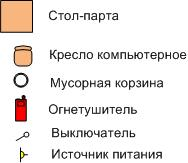 Стол-парта
Кресло компьютерное
Мусорная корзина
Огнетушитель
Выключатель
Источник питания